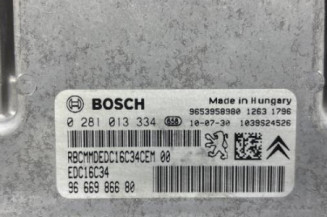 BOSCH
Made in Hungary
0 281 013 334
9653958980 1263 1796
10-07-30 1039S24526
RBCMMDEDC16C34CEM 00
EDC16C34
96 669 866 80